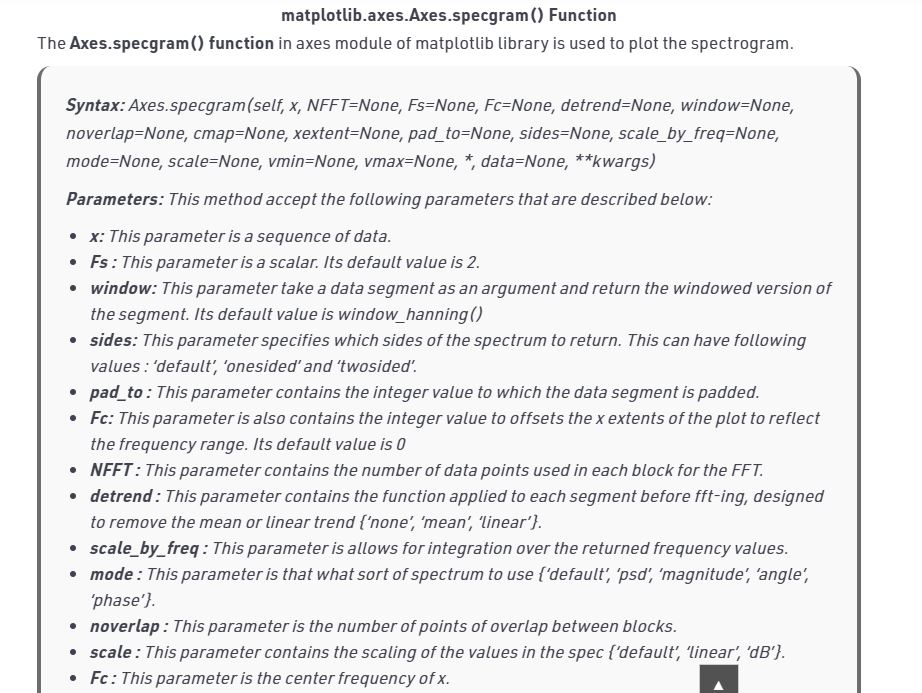 matplotlib.axes.Axes.specgram() Function
The Axes.specgram() function in axes module of matplotlib library is used to plot the spectrogram.
Syntax: Axes.specgram(self, x, NFFT=None, Fs=None, Fc=None, detrend=None, window=None,
noverlap=None, cmap=None, xextent=None, pad_to=None, sides=None, scale_by_freq=None,
mode=None, scale=None, vmin=None, vmax=None, *, data=None, **kwargs)
Parameters: This method accept the following parameters that are described below:
• x: This parameter is a sequence of data.
• Fs : This parameter is a scalar. Its default value is 2.
• window: This parameter take a data segment as an argument and return the windowed version of
the segment. Its default value is window_hanning()
• sides: This parameter specifies which sides of the spectrum to return. This can have following
values : ‘default’, ‘onesided’ and ‘twosided’.
• pad_to : This parameter contains the integer value to which the data segment is padded.
• Fc: This parameter is also contains the integer value to offsets the x extents of the plot to reflect
the frequency range. Its default value is 0
• NFFT : This parameter contains the number of data points used in each block for the FFT.
• detrend : This parameter contains the function applied to each segment before fft-ing, designed
to remove the mean or linear trend {‘none’, ‘mean’, ‘linear’}.
• scale_by_freq : This parameter is allows for integration over the returned frequency values.
• mode : This parameter is that what sort of spectrum to use {‘default’, ‘psd’, ‘magnitude’, ‘angle’,
‘phase’}.
• noverlap : This parameter is the number of points of overlap between blocks.
• scale : This parameter contains the scaling of the values in the spec {‘default’, ‘linear’, ‘dB’}.
• Fc : This parameter is the center frequency of x.